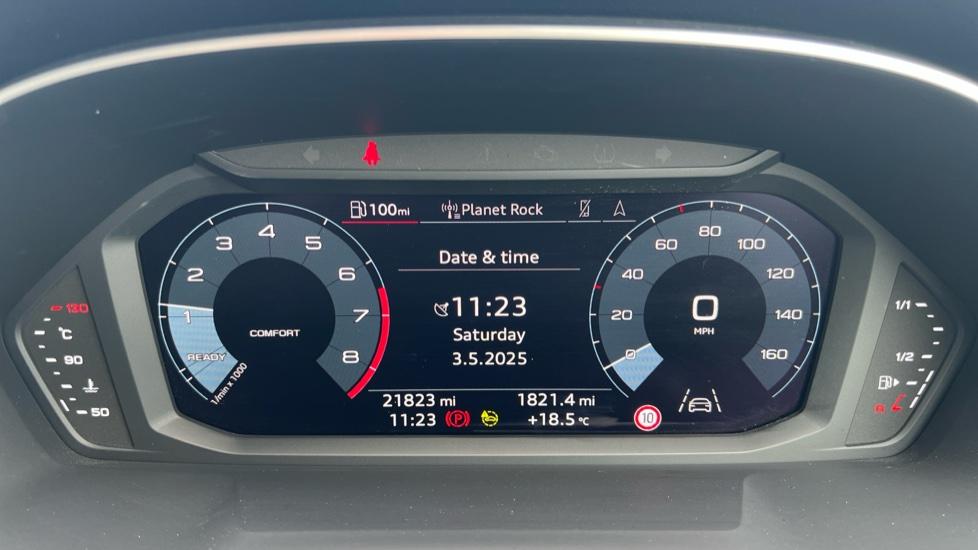 100mi Planet Rock
Date & time
11:23
Saturday
3.5.2025
21823 mi 1821.4 mi
11:23 +18.5 °C
1 2 3 4 5 6 7 8
READY
1/min x 1000
COMFORT
0 20 40 60 80 100 120 140 160
0
MPH
10
130
°C
90
50
1/1
1/2
R
P